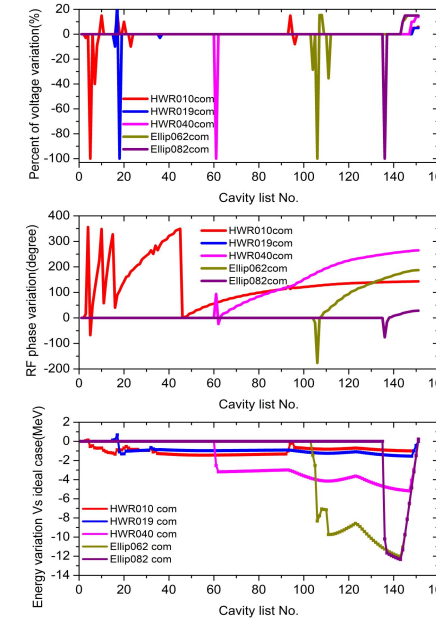 Percent of voltage variation(%)
20
0
-20
-40
-60
-80
-100
HWR010com
HWR019com
HWR040com
Ellip062com
Ellip082com
0 20 40 60 80 100 120 140 160
Cavity list No.
RF phase variation(degree)
400
300
200
100
0
-100
-200
HWR010com
HWR019com
HWR040com
Ellip062com
Ellip082com
0 20 40 60 80 100 120 140 160
Cavity list No.
Energy variation Vs ideal case(MeV)
2
0
-2
-4
-6
-8
-10
-12
-14
HWR010 com
HWR019 com
HWR040 com
Ellip062 com
Ellip082 com
0 20 40 60 80 100 120 140 160
Cavity list No.